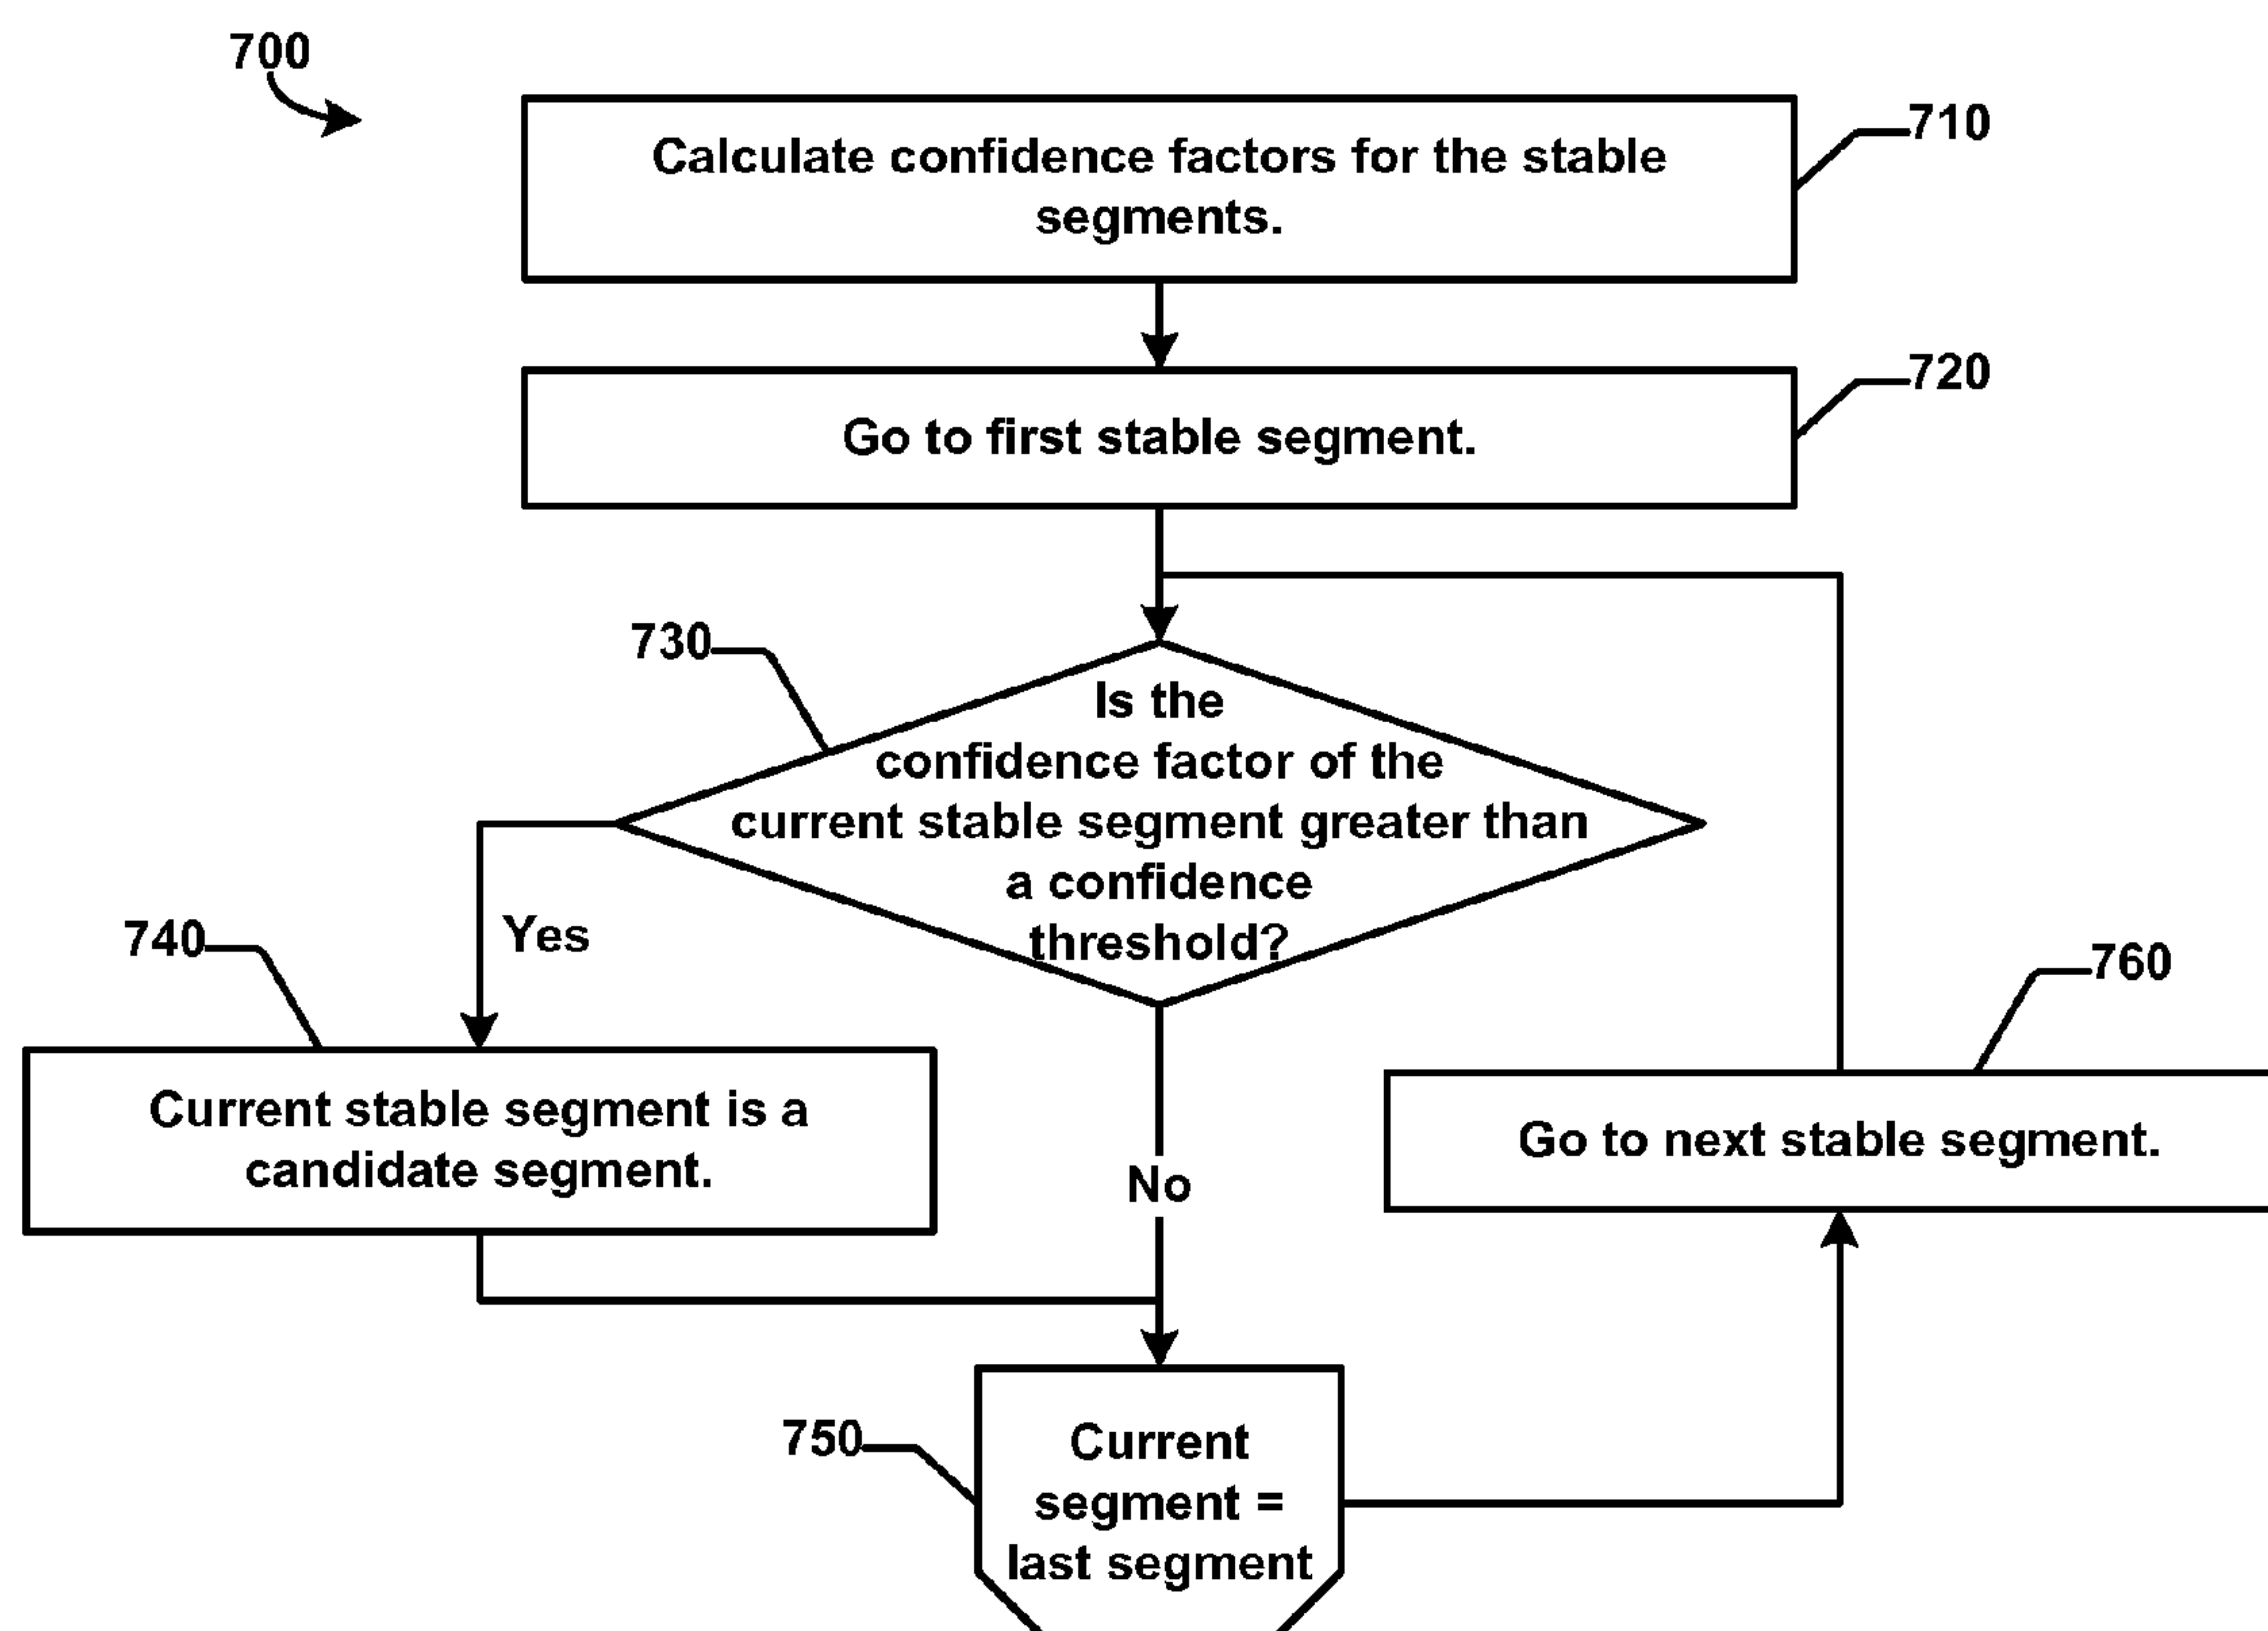 700
Calculate confidence factors for the stable
segments.
710
Go to first stable segment.
720
730
Is the
confidence factor of the
current stable segment greater than
a confidence
threshold?
Yes
740
Current stable segment is a
candidate segment.
No
760
Go to next stable segment.
750
Current
segment =
last segment